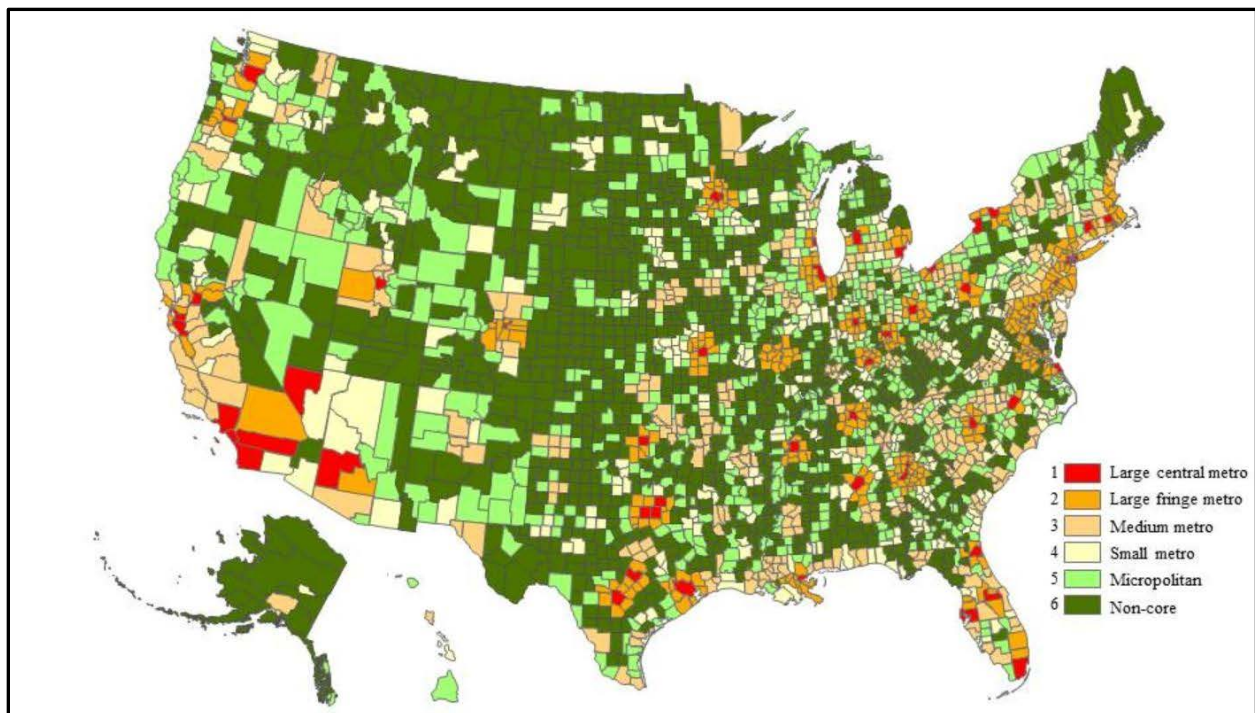 1 Large central metro
2 Large fringe metro
3 Medium metro
4 Small metro
5 Micropolitan
6 Non-core